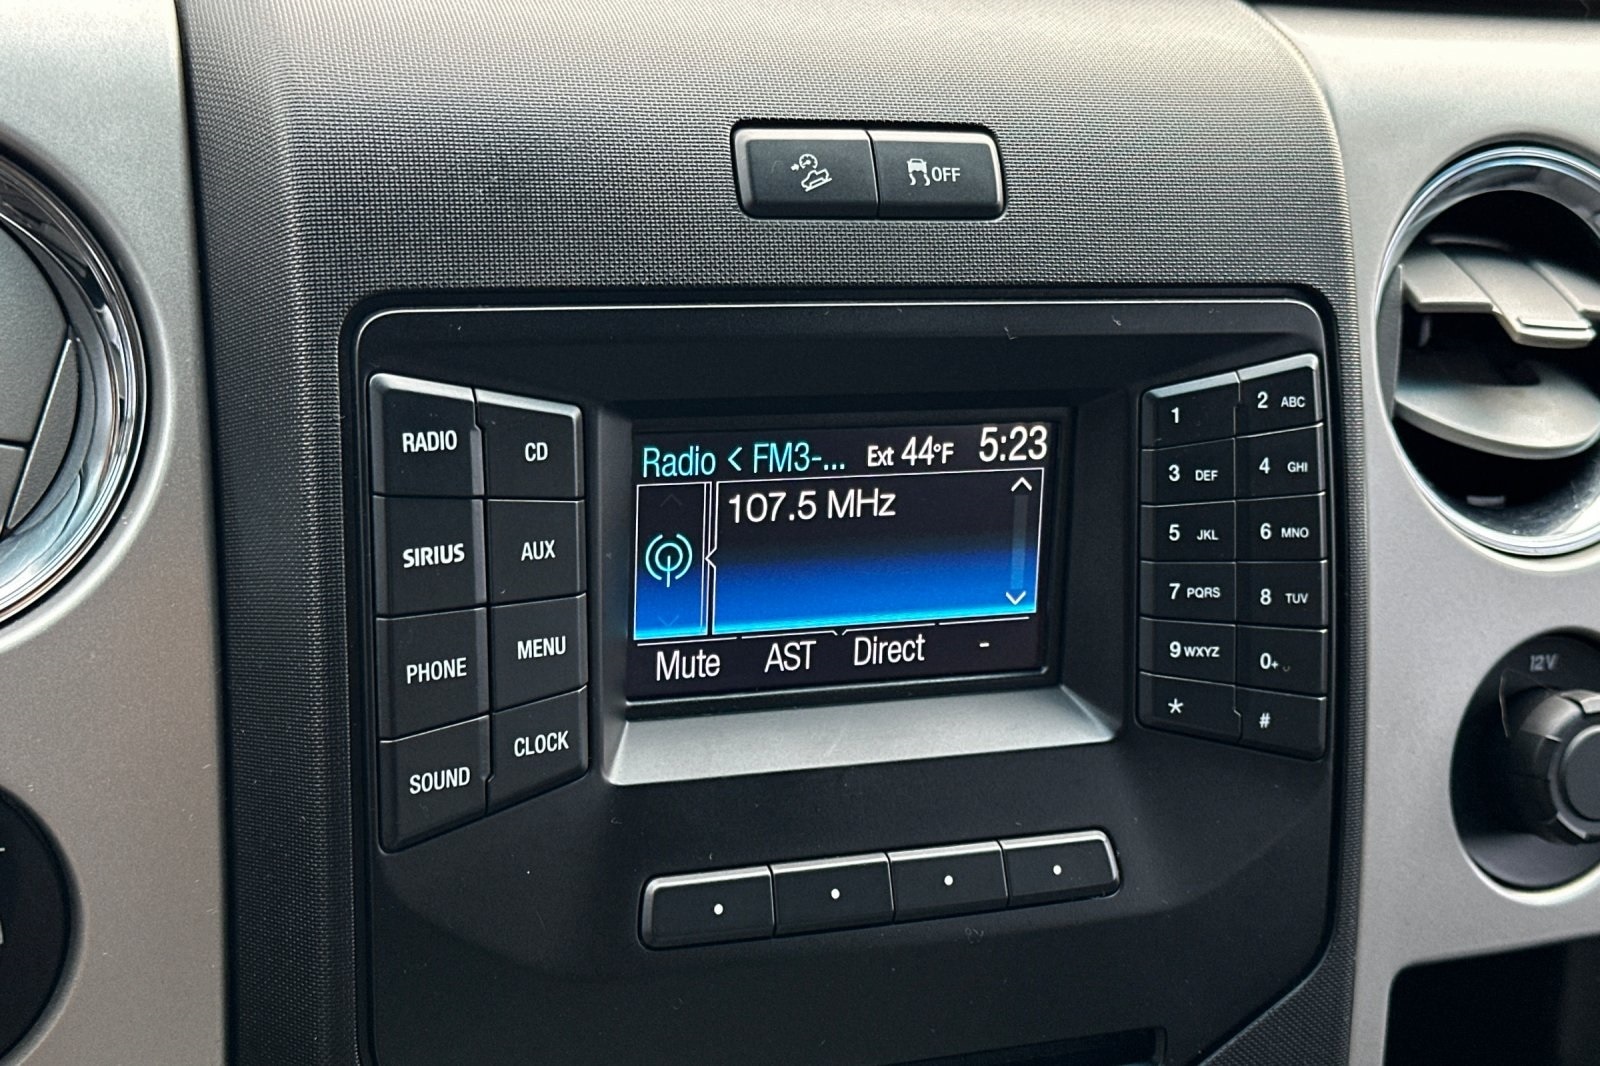 OFF
RADIO
CD
SIRIUS
AUX
PHONE
MENU
SOUND
CLOCK
Radio < FM3-... Ext 44°F 5:23
107.5 MHz
Mute AST Direct -
1
2 ABC
3 DEF
4 GHI
5 JKL
6 MNO
7 PQRS
8 TUV
9 WXYZ
0+
*
#
12V